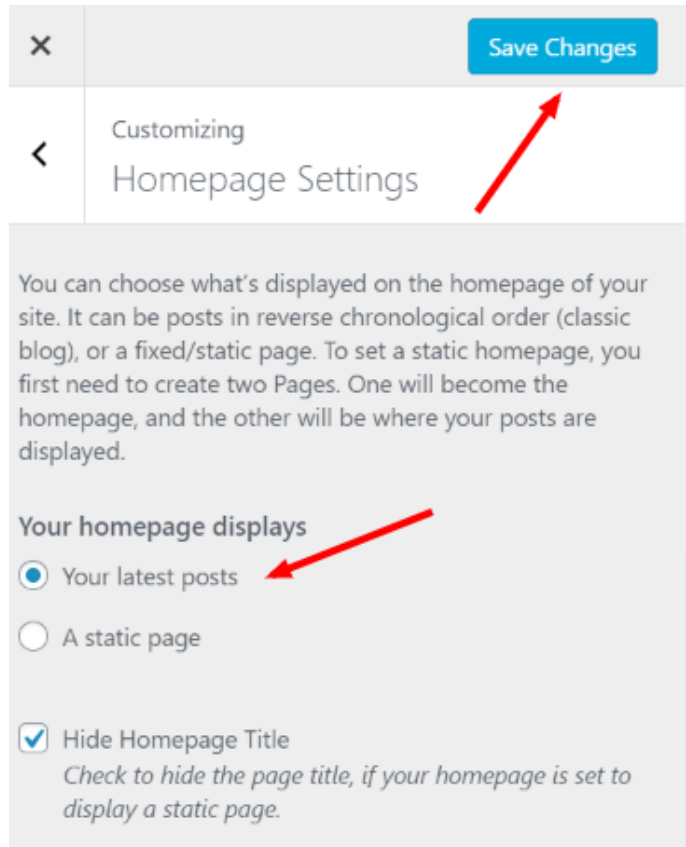 Save Changes
Customizing
Homepage Settings
You can choose what's displayed on the homepage of your
site. It can be posts in reverse chronological order (classic
blog), or a fixed/static page. To set a static homepage, you
first need to create two Pages. One will become the
homepage, and the other will be where your posts are
displayed.
Your homepage displays
Your latest posts
A static page
Hide Homepage Title
Check to hide the page title, if your homepage is set to
display a static page.